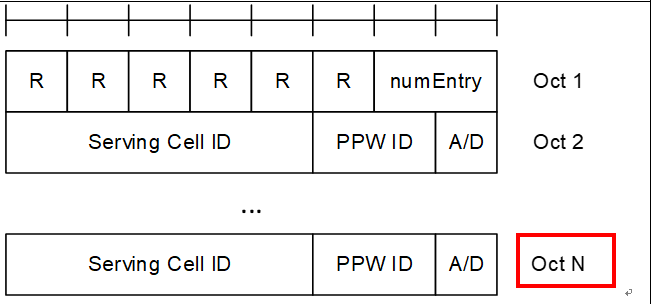 R R R R R R numEntry Oct 1
Serving Cell ID PPW ID A/D Oct 2
...
Serving Cell ID PPW ID A/D Oct N